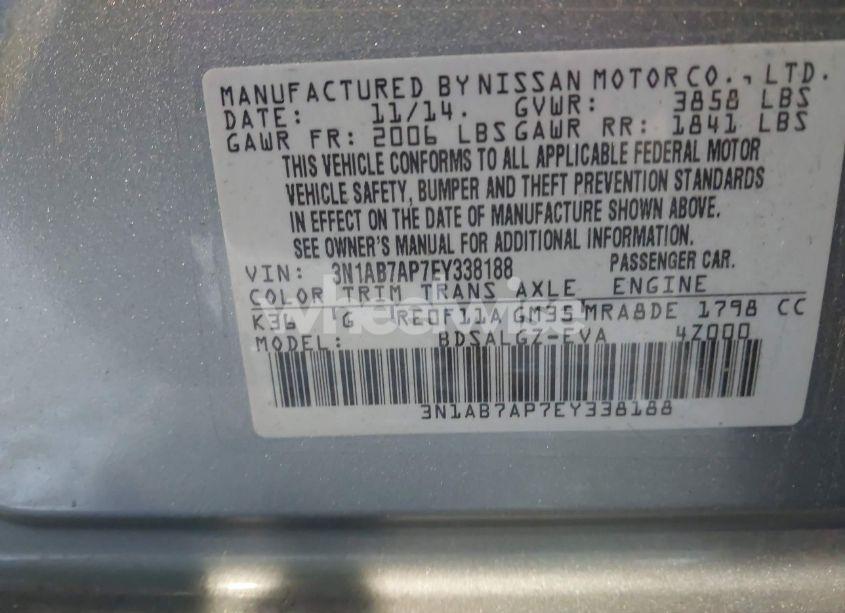 MANUFACTURED BY NISSAN MOTOR CO., LTD.
DATE: 11/14. GVWR: 3858 LBS
GAWR FR: 2006 LBS GAWR RR: 1841 LBS
THIS VEHICLE CONFORMS TO ALL APPLICABLE FEDERAL MOTOR
VEHICLE SAFETY, BUMPER AND THEFT PREVENTION STANDARDS
IN EFFECT ON THE DATE OF MANUFACTURE SHOWN ABOVE.
SEE OWNER'S MANUAL FOR ADDITIONAL INFORMATION.
VIN: 3N1AB7AP7EY338188 PASSENGER CAR.
COLOR TRIM TRANS AXLE ENGINE
K36 G RE0F11A GM35 MRA8DE 1798 CC
MODEL: BDSALGZ-EVA 4Z000
3N1AB7AP7EY338188